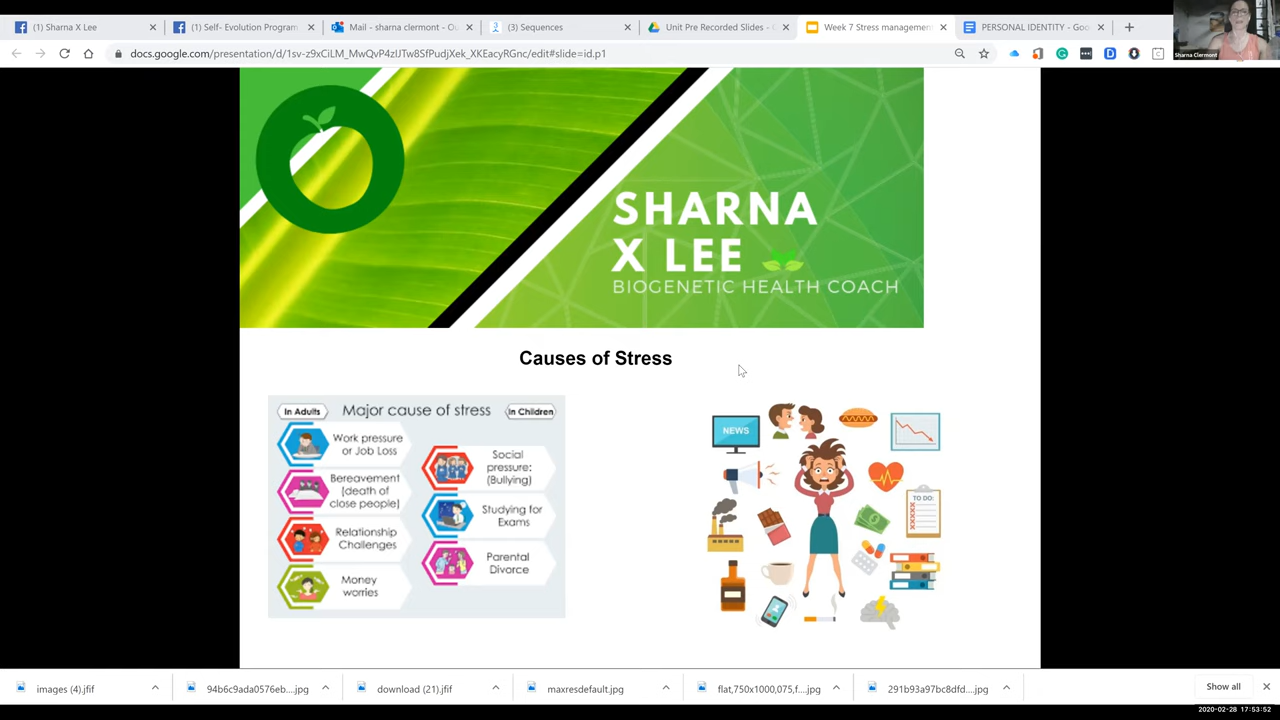 (1) Sharna X Lee
(1) Self- Evolution Program
Mail - sharna clermont - Ou
(3) Sequences
Unit Pre Recorded Slides - G
Week 7 Stress management
PERSONAL IDENTITY - Goo
docs.google.com/presentation/d/1sv-z9xCiLM_MwQvP4zlJTw8SfPudjXek_XKEacyRGnc/edit#slide=id.p1
Sharna Clermont
SHARNA
X LEE
BIOGENETIC HEALTH COACH
Causes of Stress
In Adults
Major cause of stress
In Children
Work pressure
or Job Loss
Bereavement
(death of
close people)
Relationship
Challenges
Money
worries
Social
pressure:
(Bullying)
Studying for
Exams
Parental
Divorce
NEWS
TO DO:
images (4).jfif
94b6c9ada0576eb....jpg
download (21).jfif
maxresdefault.jpg
flat,750x1000,075,f....jpg
291b93a97bc8dfd....jpg
Show all
2020-02-28 17:53:52